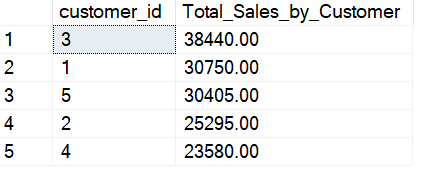 customer_id Total_Sales_by_Customer
1 3 38440.00
2 1 30750.00
3 5 30405.00
4 2 25295.00
5 4 23580.00